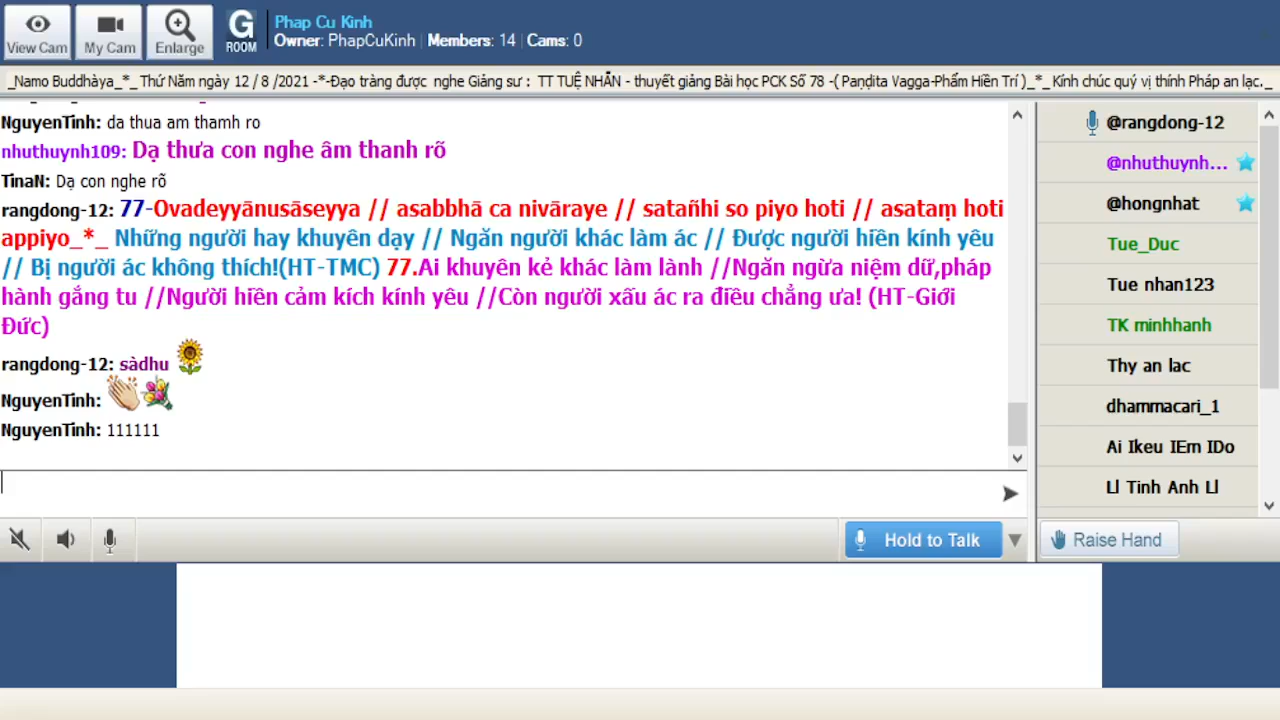 View Cam
My Cam
Enlarge
G
ROOM
Phap Cu Kinh
Owner: PhapCuKinh | Members: 14 | Cams: 0
_Namo Buddhàya_*_ Thứ Năm ngày 12 / 8 /2021 -*-Đạo tràng được nghe Giảng sư : TT TUỆ NHẪN - thuyết giảng Bài học PCK Số 78 -( Paṇḍita Vagga-Phẩm Hiền Trí )_*_ Kính chúc quý vị thính Pháp an lạc._
NguyenTinh: da thua am thamh ro
nhuthuynh109: Dạ thưa con nghe âm thanh rõ
TinaN: Dạ con nghe rõ
rangdong-12: 77-Ovadeyyānusāseyya // asabbhā ca nivāraye // satañhi so piyo hoti // asataṃ hoti
appiyo_*_ Những người hay khuyên dạy // Ngăn người khác làm ác // Được người hiền kính yêu
// Bị người ác không thích!(HT-TMC) 77.Ai khuyên kẻ khác làm lành //Ngăn ngừa niệm dữ,pháp
hành gắng tu //Người hiền cảm kích kính yêu //Còn người xấu ác ra điều chẳng ưa! (HT-Giới
Đức)
rangdong-12: sàdhu
NguyenTinh:
NguyenTinh: 111111
@rangdong-12
@nhuthuynh...
@hongnhat
Tue_Duc
Tue nhan123
TK minhhanh
Thy an lac
dhammacari_1
Ai Ikeu IEm IDo
Ll Tinh Anh Ll
Hold to Talk
Raise Hand